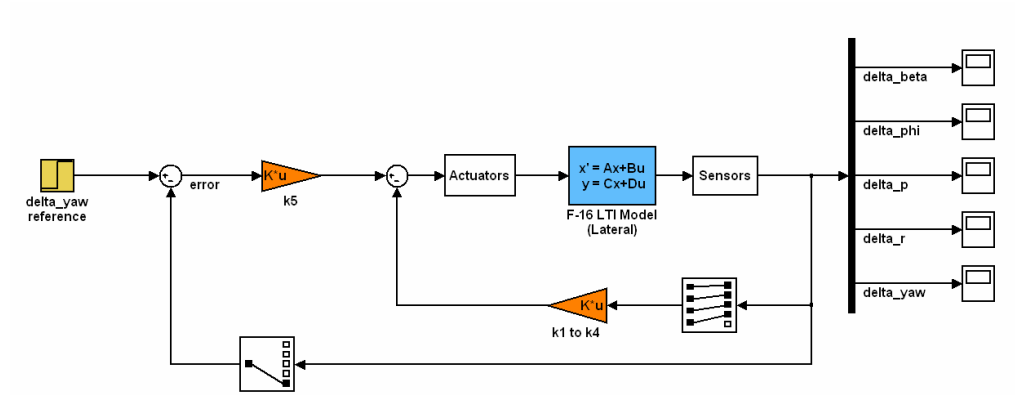 delta_beta
delta_phi
delta_p
delta_r
delta_yaw
delta_yaw
reference
+
-
error
K*u
k5
+
-
Actuators
x' = Ax+Bu
y = Cx+Du
F-16 LTI Model
(Lateral)
Sensors
K*u
k1 to k4